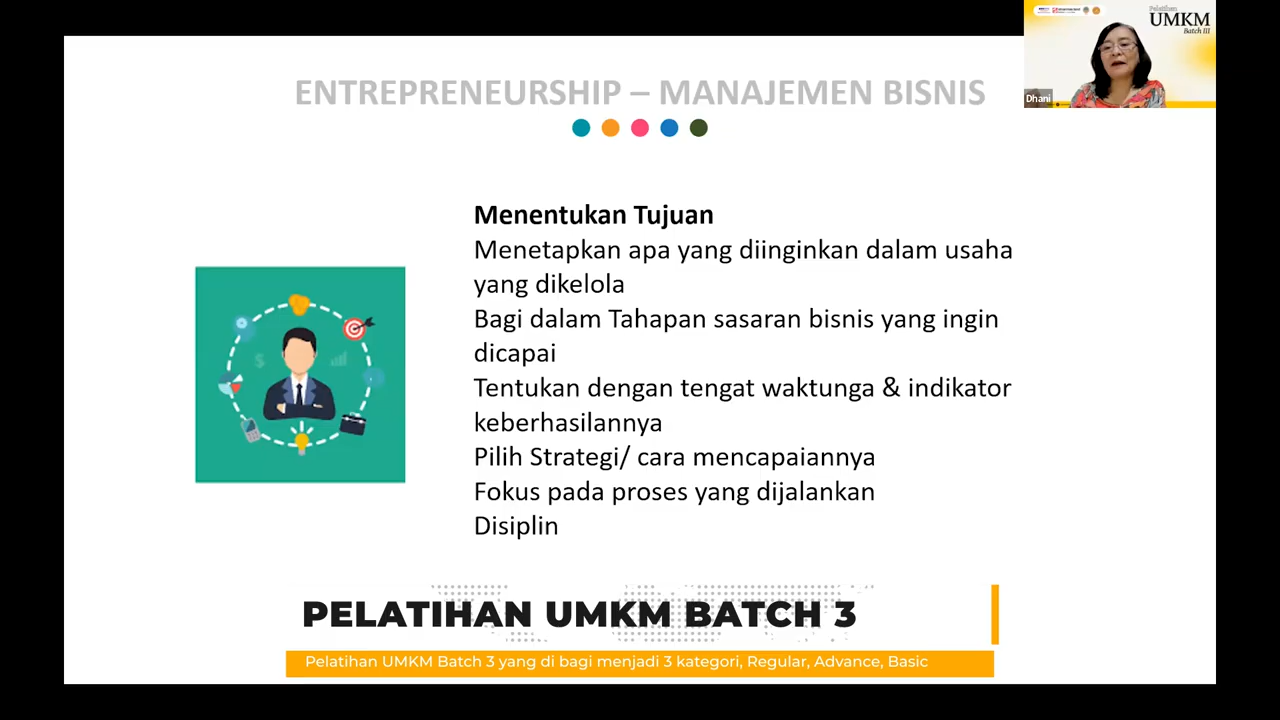 Pelatihan
UMKM
Batch III
Dhani
ENTREPRENEURSHIP – MANAJEMEN BISNIS
Menentukan Tujuan
Menetapkan apa yang diinginkan dalam usaha
yang dikelola
Bagi dalam Tahapan sasaran bisnis yang ingin
dicapai
Tentukan dengan tengat waktunga & indikator
keberhasilannya
Pilih Strategi/ cara mencapaiannya
Fokus pada proses yang dijalankan
Disiplin
PELATIHAN UMKM BATCH 3
Pelatihan UMKM Batch 3 yang di bagi menjadi 3 kategori, Regular, Advance, Basic